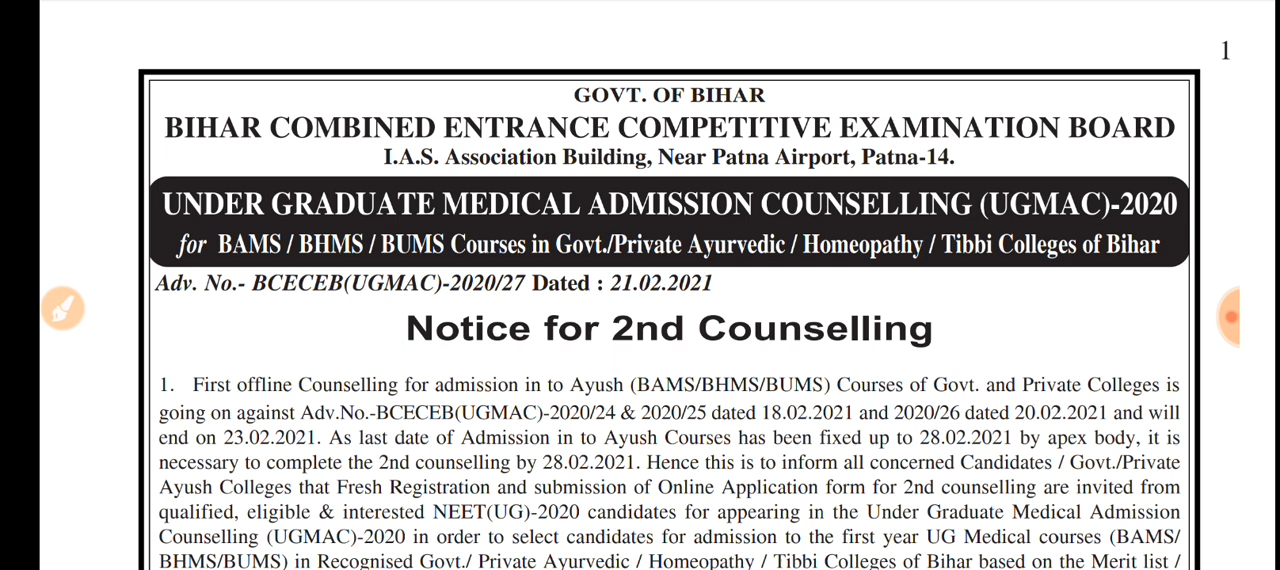 1
GOVT. OF BIHAR
BIHAR COMBINED ENTRANCE COMPETITIVE EXAMINATION BOARD
I.A.S. Association Building, Near Patna Airport, Patna-14.
UNDER GRADUATE MEDICAL ADMISSION COUNSELLING (UGMAC)-2020
for BAMS / BHMS / BUMS Courses in Govt./Private Ayurvedic / Homeopathy / Tibbi Colleges of Bihar
Adv. No.- BCECEB(UGMAC)-2020/27 Dated : 21.02.2021
Notice for 2nd Counselling
1. First offline Counselling for admission in to Ayush (BAMS/BHMS/BUMS) Courses of Govt. and Private Colleges is
going on against Adv.No.-BCECEB(UGMAC)-2020/24 & 2020/25 dated 18.02.2021 and 2020/26 dated 20.02.2021 and will
end on 23.02.2021. As last date of Admission in to Ayush Courses has been fixed up to 28.02.2021 by apex body, it is
necessary to complete the 2nd counselling by 28.02.2021. Hence this is to inform all concerned Candidates / Govt./Private
Ayush Colleges that Fresh Registration and submission of Online Application form for 2nd counselling are invited from
qualified, eligible & interested NEET(UG)-2020 candidates for appearing in the Under Graduate Medical Admission
Counselling (UGMAC)-2020 in order to select candidates for admission to the first year UG Medical courses (BAMS/
BHMS/BUMS) in Recognised Govt./ Private Ayurvedic / Homeopathy / Tibbi Colleges of Bihar based on the Merit list /